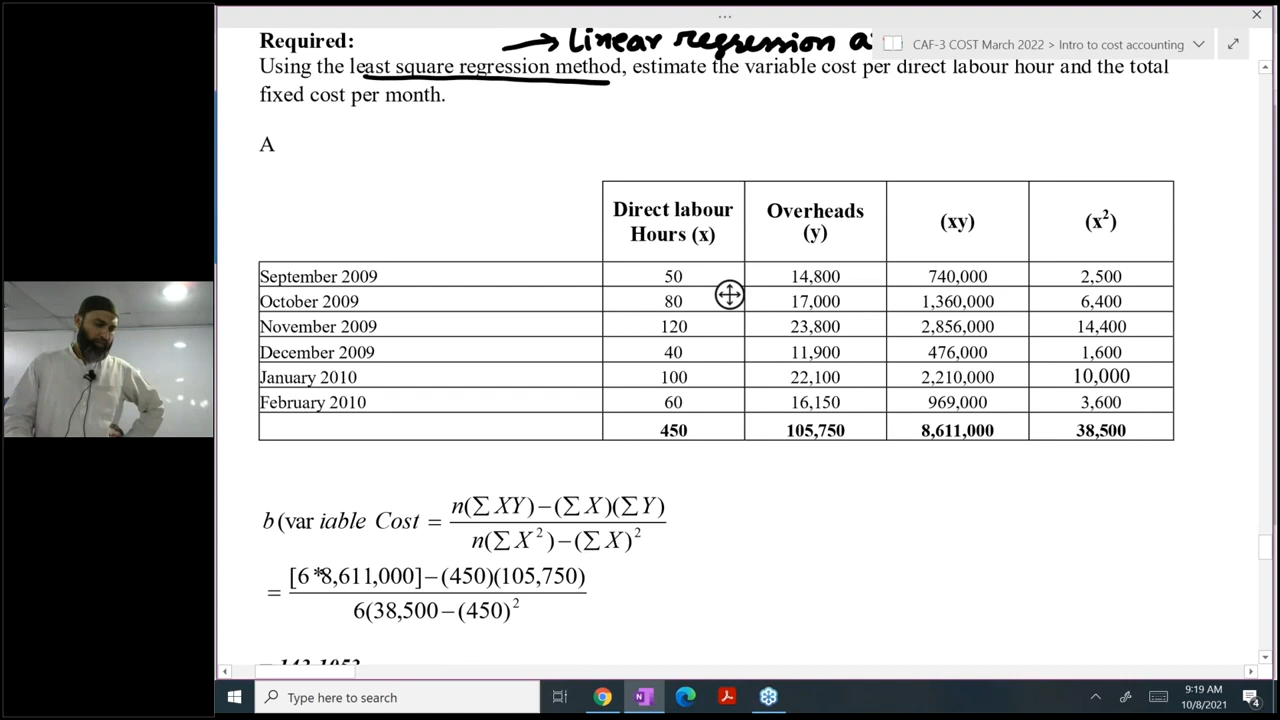 Required:
→ Linear regression a
CAF-3 COST March 2022 > Intro to cost accounting
Using the least square regression method, estimate the variable cost per direct labour hour and the total
fixed cost per month.
A
Direct labour Hours (x) Overheads (y) (xy) (x²)
September 2009 50 14,800 740,000 2,500
October 2009 80 17,000 1,360,000 6,400
November 2009 120 23,800 2,856,000 14,400
December 2009 40 11,900 476,000 1,600
January 2010 100 22,100 2,210,000 10,000
February 2010 60 16,150 969,000 3,600
450 105,750 8,611,000 38,500
b (var iable Cost = n(∑ XY) – (∑ X)(∑ Y)
n(∑ X²) – (∑ X)²
= [6*8,611,000] – (450)(105,750)
6(38,500 – (450)²
= 143.1053
Type here to search
9:19 AM
10/8/2021
4